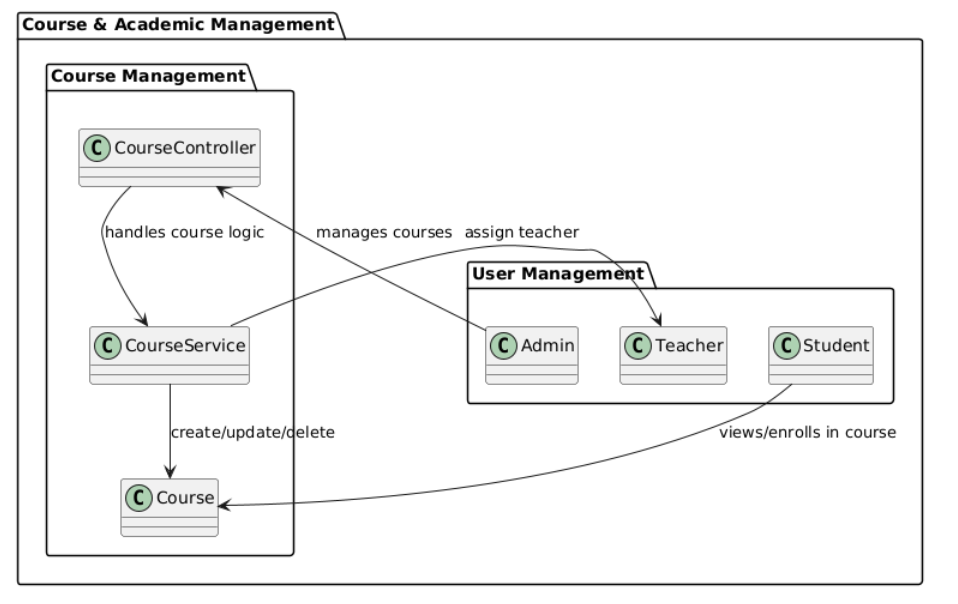 Course & Academic Management
Course Management
C CourseController
handles course logic
manages courses
assign teacher
User Management
C CourseService
C Admin
C Teacher
C Student
create/update/delete
views/enrolls in course
C Course